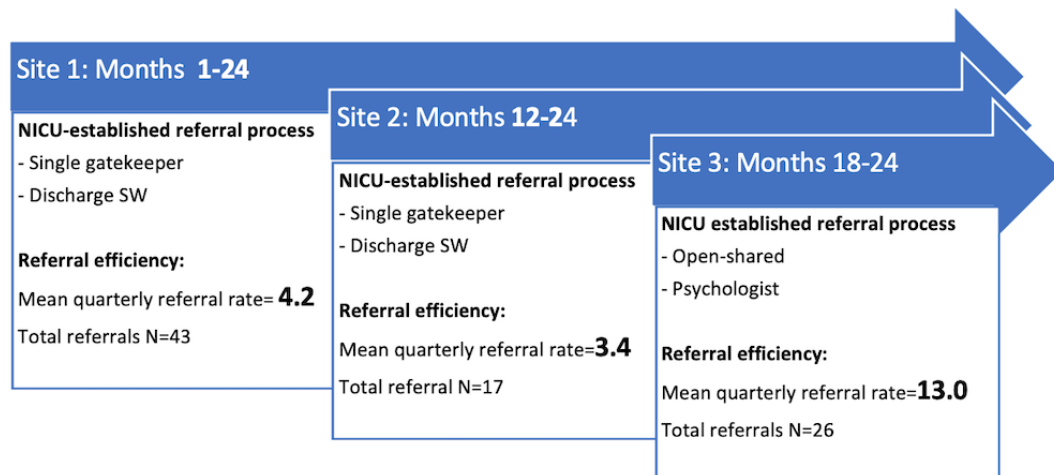 Site 1: Months 1-24
NICU-established referral process
- Single gatekeeper
- Discharge SW
Referral efficiency:
Mean quarterly referral rate= 4.2
Total referrals N=43
Site 2: Months 12-24
NICU-established referral process
- Single gatekeeper
- Discharge SW
Referral efficiency:
Mean quarterly referral rate=3.4
Total referral N=17
Site 3: Months 18-24
NICU established referral process
- Open-shared
- Psychologist
Referral efficiency:
Mean quarterly referral rate=13.0
Total referrals N=26